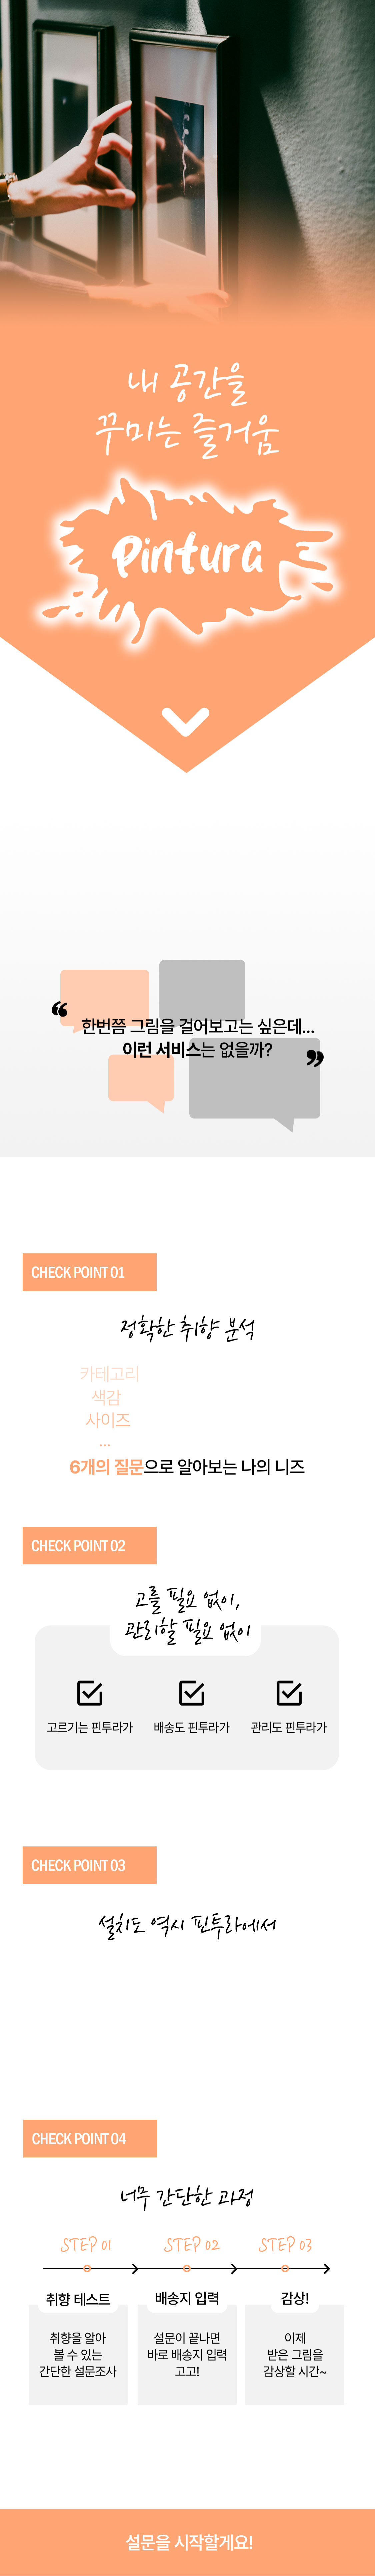 내 공간을
꾸미는 즐거움
Pintura
“
한번쯤 그림을 걸어보고는 싶은데...
이런 서비스는 없을까?
”
CHECK POINT 01
정확한 취향 분석
카테고리
색감
사이즈
...
6개의 질문으로 알아보는 나의 니즈
CHECK POINT 02
고를 필요 없이,
관리할 필요 없이
고르기는 핀투라가
배송도 핀투라가
관리도 핀투라가
CHECK POINT 03
설치도 역시 핀투라에서
CHECK POINT 04
너무 간단한 과정
STEP 01
STEP 02
STEP 03
취향 테스트
배송지 입력
감상!
취향을 알아
볼 수 있는
간단한 설문조사
설문이 끝나면
바로 배송지 입력
고고!
이제
받은 그림을
감상할 시간~
설문을 시작할게요!